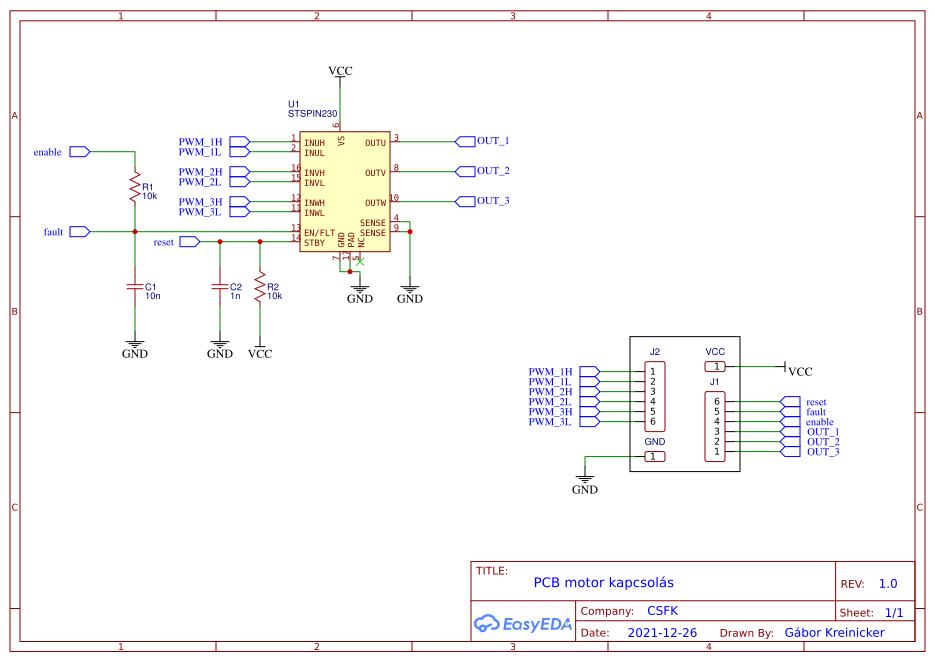 1 2 3 4
A A
B B
C C
VCC
U1
STSPIN230
6
VS
PWM_1H 1 INUH OUTU 3 OUT_1
PWM_1L 2 INUL
enable
PWM_2H 16 INVH OUTV 8 OUT_2
PWM_2L 15 INVL
R1
10k
PWM_3H 12 INWH OUTW 10 OUT_3
PWM_3L 11 INWL
SENSE 4
fault 13 EN/FLT SENSE 9
reset 14 STBY
GND PAD NC
7 17 5
GND
GND
C1
10n
C2
1n
R2
10k
GND
GND
VCC
J2 VCC
1 VCC
J1
PWM_1H 1
PWM_1L 2
PWM_2H 3
PWM_2L 4
PWM_3H 5
PWM_3L 6
6 reset
5 fault
4 enable
3 OUT_1
2 OUT_2
1 OUT_3
GND
1
GND
TITLE:
PCB motor kapcsolás
REV: 1.0
EasyEDA
Company: CSFK
Sheet: 1/1
Date: 2021-12-26 Drawn By: Gábor Kreinicker
1 2 3 4